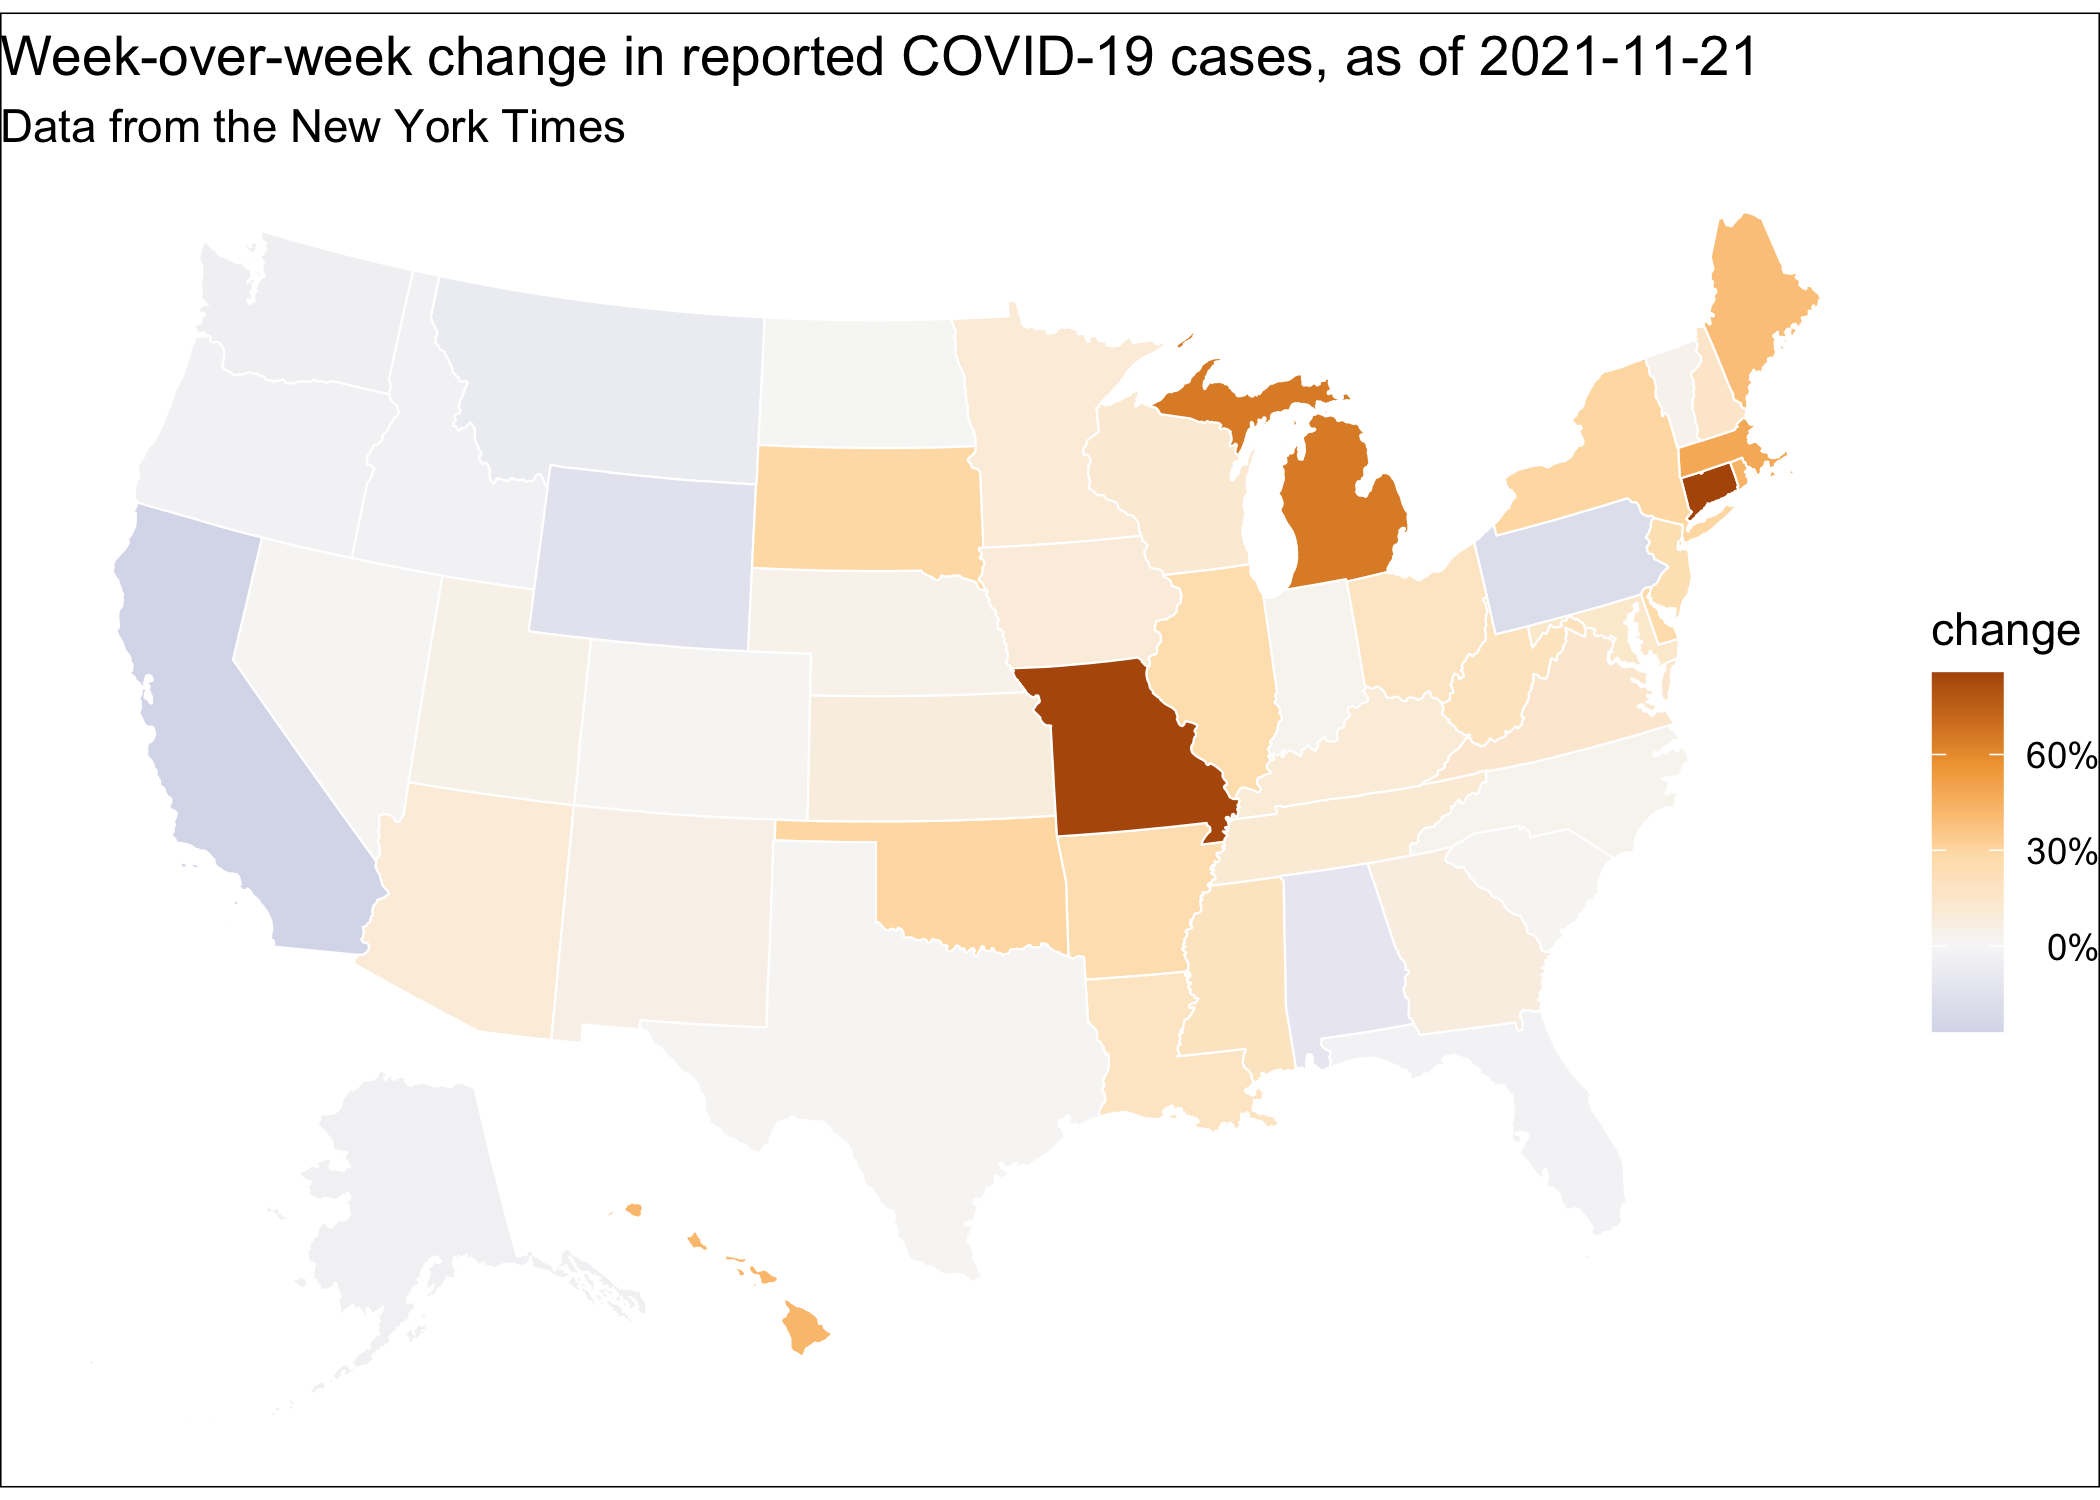 Week-over-week change in reported COVID-19 cases, as of 2021-11-21
Data from the New York Times
change
60%
30%
0%